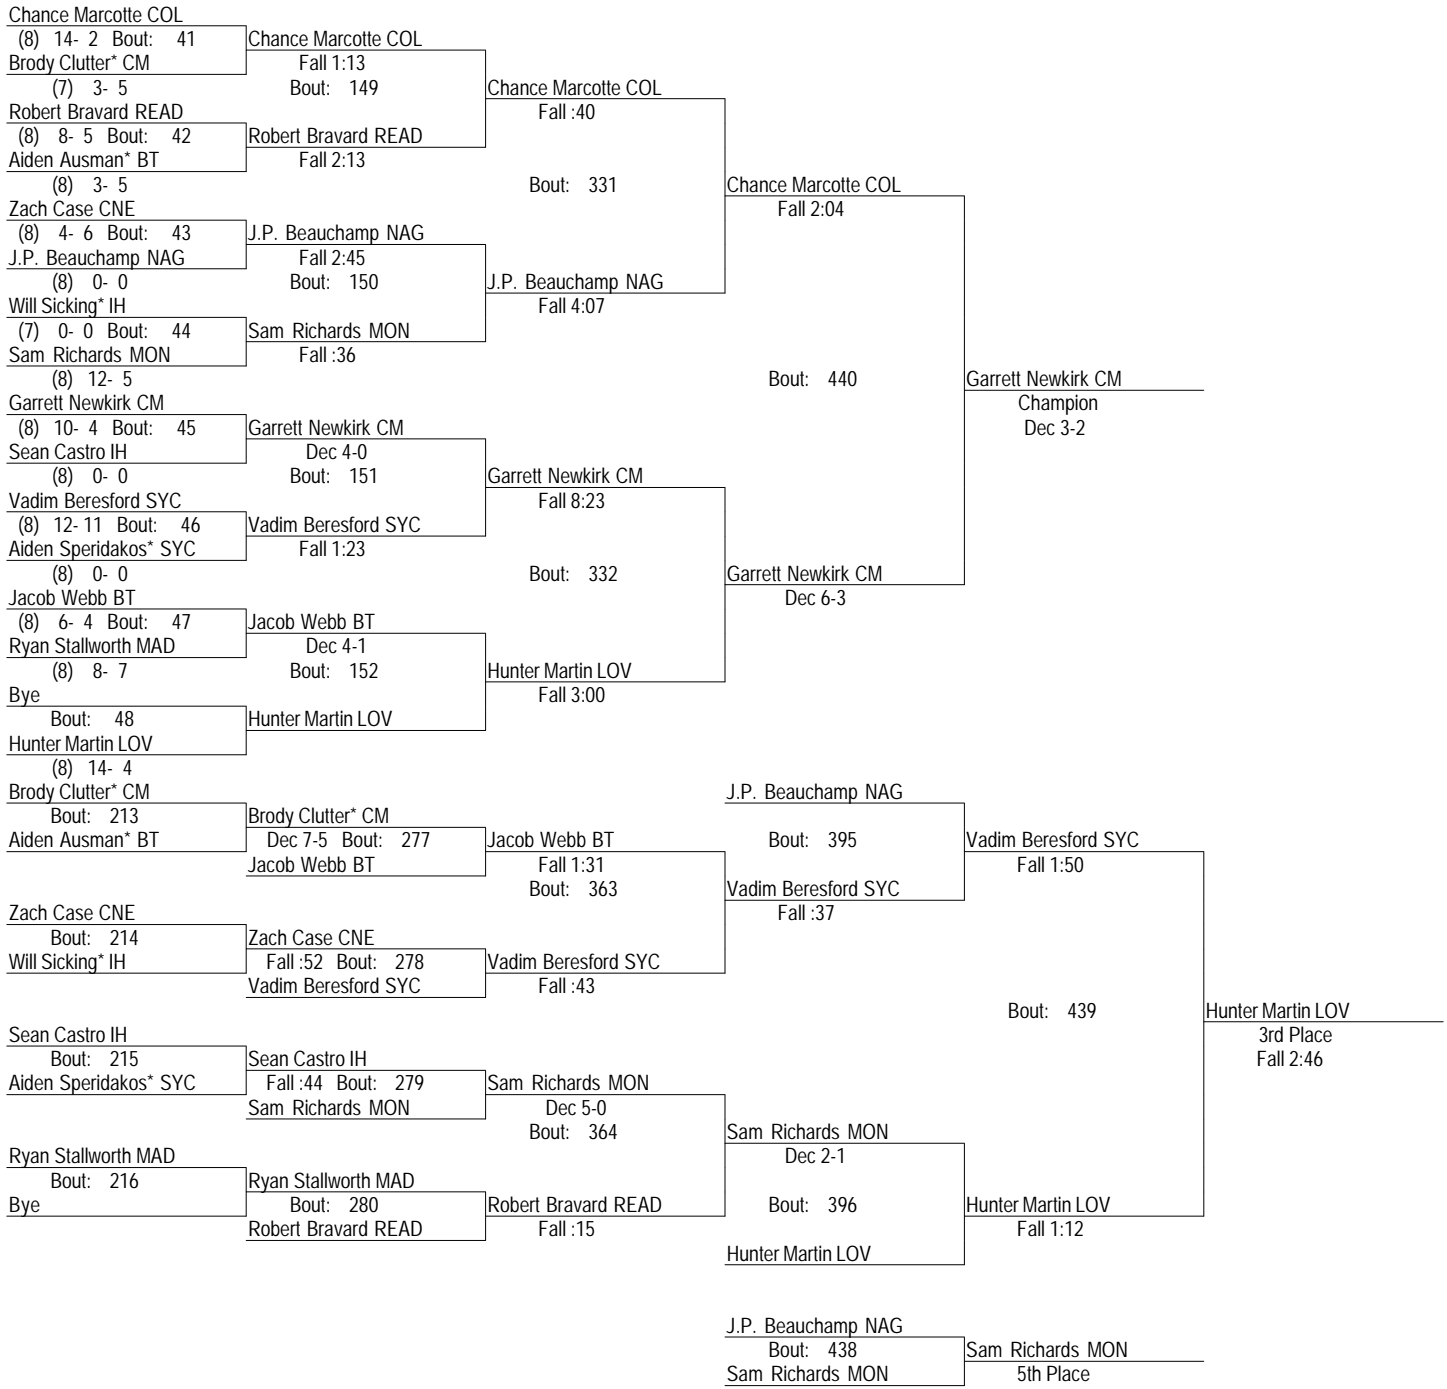 Chance Marcotte COL
(8) 14- 2 Bout: 41 Chance Marcotte COL
Brody Clutter* CM Fall 1:13
(7) 3- 5 Bout: 149 Chance Marcotte COL
Robert Bravard READ Fall :40
(8) 8- 5 Bout: 42 Robert Bravard READ
Aiden Ausman* BT Fall 2:13
(8) 3- 5 Bout: 331 Chance Marcotte COL
Zach Case CNE Fall 2:04
(8) 4- 6 Bout: 43 J.P. Beauchamp NAG
J.P. Beauchamp NAG Fall 2:45
(8) 0- 0 Bout: 150 J.P. Beauchamp NAG
Will Sicking* IH Fall 4:07
(7) 0- 0 Bout: 44 Sam Richards MON
Sam Richards MON Fall :36
(8) 12- 5 Bout: 440 Garrett Newkirk CM
Garrett Newkirk CM Champion
(8) 10- 4 Bout: 45 Garrett Newkirk CM Dec 3-2
Sean Castro IH Dec 4-0
(8) 0- 0 Bout: 151 Garrett Newkirk CM
Vadim Beresford SYC Fall 8:23
(8) 12- 11 Bout: 46 Vadim Beresford SYC
Aiden Speridakos* SYC Fall 1:23
(8) 0- 0 Bout: 332 Garrett Newkirk CM
Jacob Webb BT Dec 6-3
(8) 6- 4 Bout: 47 Jacob Webb BT
Ryan Stallworth MAD Dec 4-1
(8) 8- 7 Bout: 152 Hunter Martin LOV
Bye Fall 3:00
Bout: 48 Hunter Martin LOV
Hunter Martin LOV
(8) 14- 4
Brody Clutter* CM J.P. Beauchamp NAG
Bout: 213 Brody Clutter* CM
Aiden Ausman* BT Dec 7-5 Bout: 277 Jacob Webb BT Bout: 395 Vadim Beresford SYC
Jacob Webb BT Fall 1:31 Fall 1:50
Bout: 363 Vadim Beresford SYC
Zach Case CNE Fall :37
Bout: 214 Zach Case CNE
Will Sicking* IH Fall :52 Bout: 278 Vadim Beresford SYC
Vadim Beresford SYC Fall :43
Bout: 439 Hunter Martin LOV
Sean Castro IH 3rd Place
Bout: 215 Sean Castro IH Fall 2:46
Aiden Speridakos* SYC Fall :44 Bout: 279 Sam Richards MON
Sam Richards MON Dec 5-0
Bout: 364 Sam Richards MON
Ryan Stallworth MAD Dec 2-1
Bout: 216 Ryan Stallworth MAD
Bye Bout: 280 Robert Bravard READ Bout: 396 Hunter Martin LOV
Robert Bravard READ Fall :15 Fall 1:12
Hunter Martin LOV
J.P. Beauchamp NAG
Bout: 438 Sam Richards MON
Sam Richards MON 5th Place